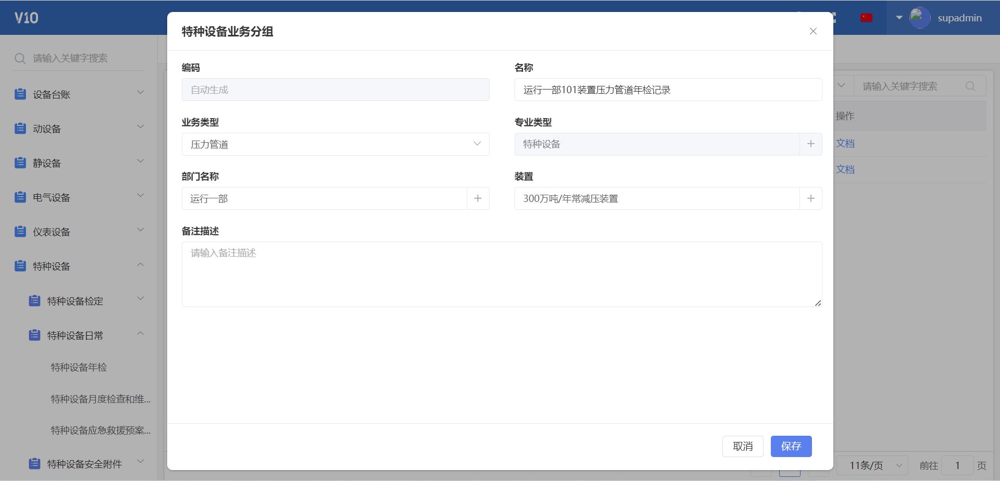 V10
supadmin
请输入关键字搜索
设备台账
动设备
静设备
电气设备
仪表设备
特种设备
特种设备检定
特种设备日常
特种设备年检
特种设备月度检查和维...
特种设备应急救援预案...
特种设备安全附件
特种设备业务分组
编码
自动生成
名称
运行一部101装置压力管道年检记录
业务类型
压力管道
专业类型
特种设备
部门名称
运行一部
装置
300万吨/年常减压装置
备注描述
请输入备注描述
取消
保存
请输入关键字搜索
操作
文档
文档
11条/页
前往 1 页